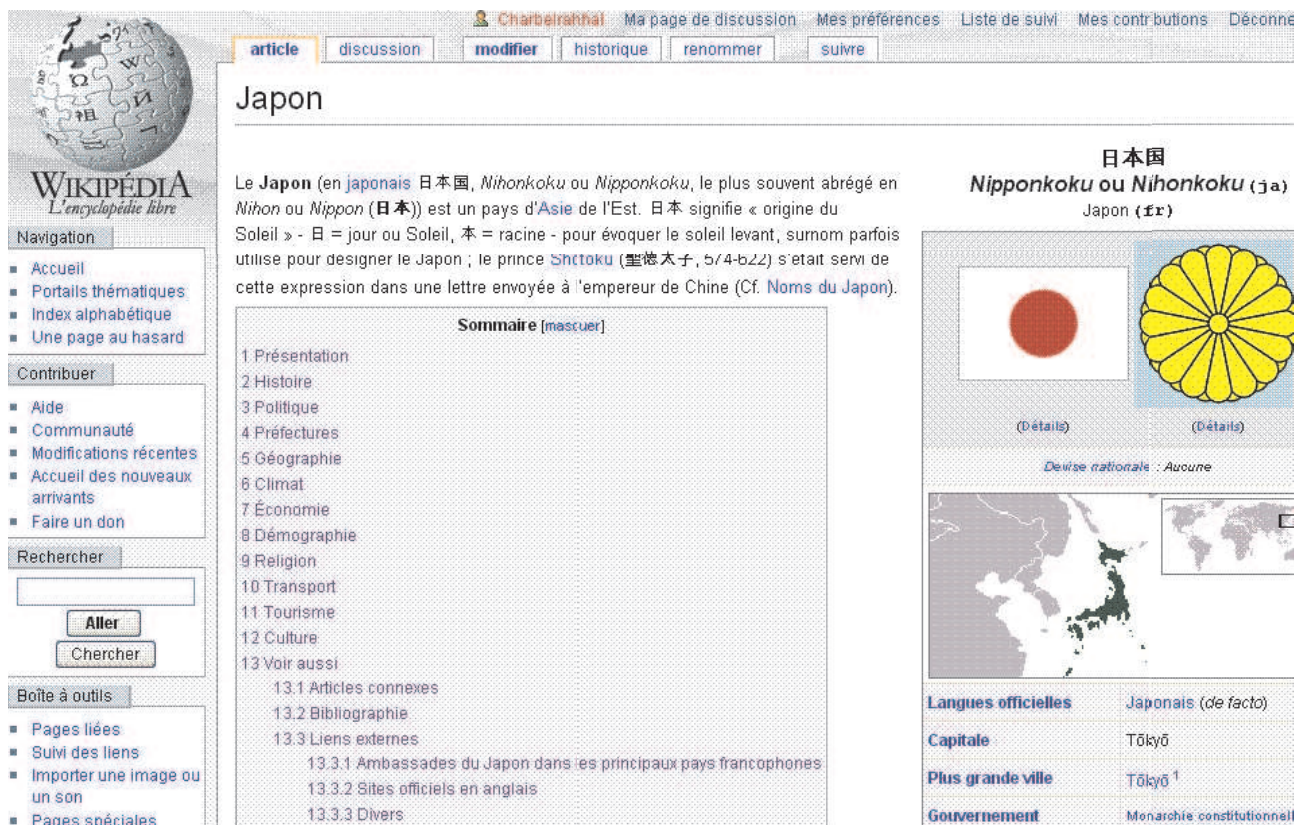 Charbelrahhal Ma page de discussion Mes préférences Liste de suivi Mes contributions
article discussion modifier historique renommer suivre
WIKIPÉDIA
L'encyclopédie libre
Navigation
Accueil
Portails thématiques
Index alphabétique
Une page au hasard
Contribuer
Aide
Communauté
Modifications récentes
Accueil des nouveaux
arrivants
Faire un don
Rechercher
Aller
Chercher
Boîte à outils
Pages liées
Suivi des liens
Importer une image ou
un son
Pages spéciales
Japon
Le Japon (en japonais 日本国, Nihonkoku ou Nipponkoku, le plus souvent abrégé en
Nihon ou Nippon (日本)) est un pays d'Asie de l'Est. 日本 signifie « origine du
Soleil » - 日 = jour ou Soleil, 本 = racine - pour évoquer le soleil levant, surnom parfois
utilisé pour désigner le Japon ; le prince Shōtoku (聖徳太子, 574-622) s'était servi de
cette expression dans une lettre envoyée à l'empereur de Chine (Cf. Noms du Japon).
Sommaire [masquer]
1 Présentation
2 Histoire
3 Politique
4 Préfectures
5 Géographie
6 Climat
7 Économie
8 Démographie
9 Religion
10 Transport
11 Tourisme
12 Culture
13 Voir aussi
13.1 Articles connexes
13.2 Bibliographie
13.3 Liens externes
13.3.1 Ambassades du Japon dans les principaux pays francophones
13.3.2 Sites officiels en anglais
13.3.3 Divers
日本国
Nipponkoku ou Nihonkoku (ja)
Japon (fr)
(Détails) (Détails)
Devise nationale : Aucune
Langues officielles Japonais (de facto)
Capitale Tōkyō
Plus grande ville Tōkyō 1
Gouvernement Monarchie constitutionnell